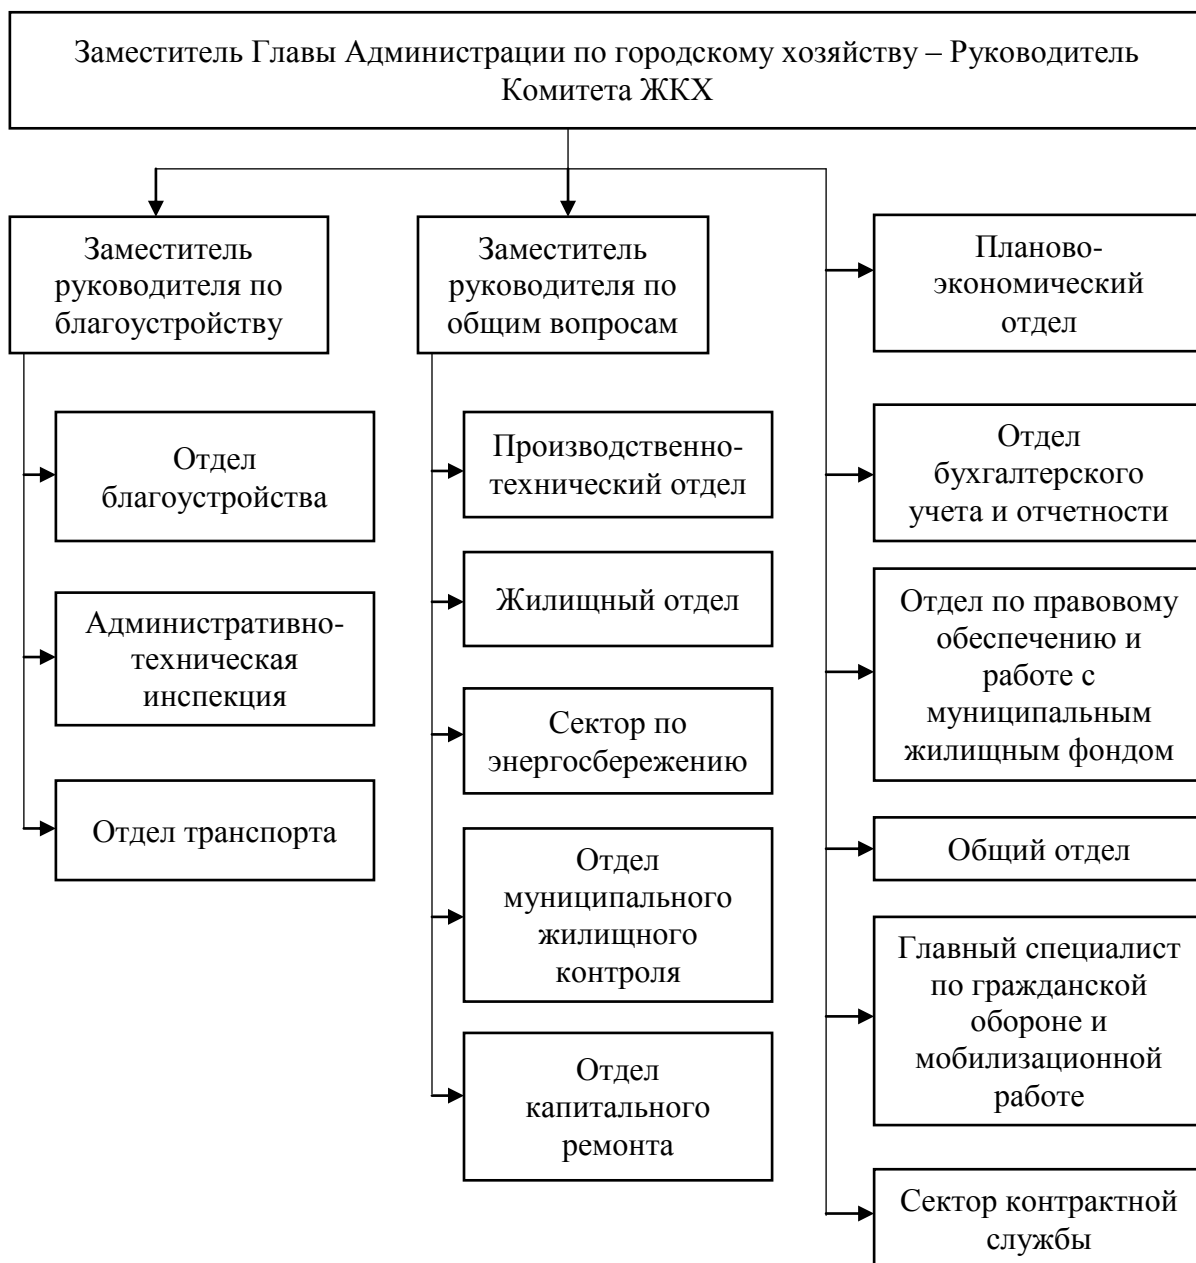 Заместитель Главы Администрации по городскому хозяйству – Руководитель
Комитета ЖКХ
Заместитель
руководителя по
благоустройству
Отдел
благоустройства
Административно-
техническая
инспекция
Отдел транспорта
Заместитель
руководителя по
общим вопросам
Производственно-
технический отдел
Жилищный отдел
Сектор по
энергосбережению
Отдел
муниципального
жилищного
контроля
Отдел
капитального
ремонта
Планово-
экономический
отдел
Отдел
бухгалтерского
учета и отчетности
Отдел по правовому
обеспечению и
работе с
муниципальным
жилищным фондом
Общий отдел
Главный специалист
по гражданской
обороне и
мобилизационной
работе
Сектор контрактной
службы